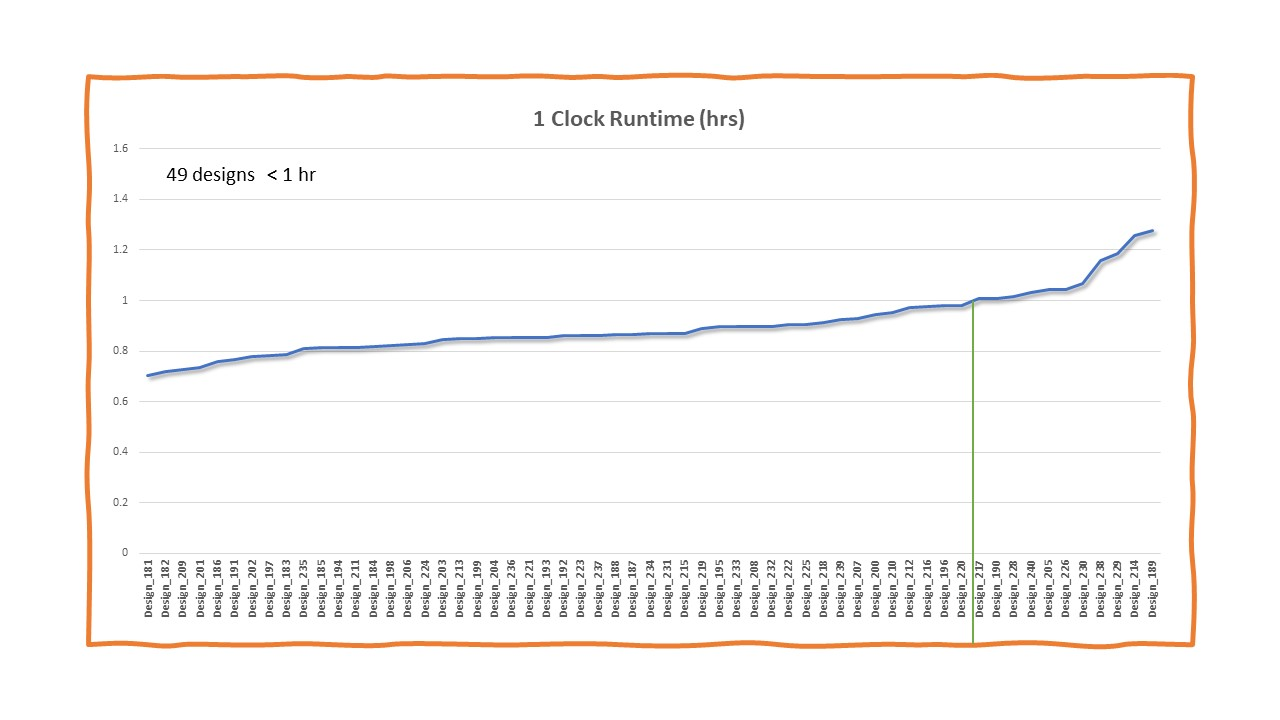 1 Clock Runtime (hrs)
49 designs < 1 hr
1.6
1.4
1.2
1
0.8
0.6
0.4
0.2
0
Design_181
Design_182
Design_209
Design_201
Design_186
Design_191
Design_202
Design_197
Design_183
Design_235
Design_185
Design_194
Design_211
Design_184
Design_198
Design_206
Design_224
Design_203
Design_213
Design_199
Design_204
Design_236
Design_221
Design_193
Design_192
Design_223
Design_237
Design_188
Design_187
Design_234
Design_231
Design_215
Design_219
Design_195
Design_233
Design_208
Design_232
Design_222
Design_225
Design_218
Design_239
Design_207
Design_200
Design_210
Design_212
Design_216
Design_196
Design_220
Design_217
Design_190
Design_228
Design_240
Design_205
Design_226
Design_230
Design_238
Design_229
Design_214
Design_189